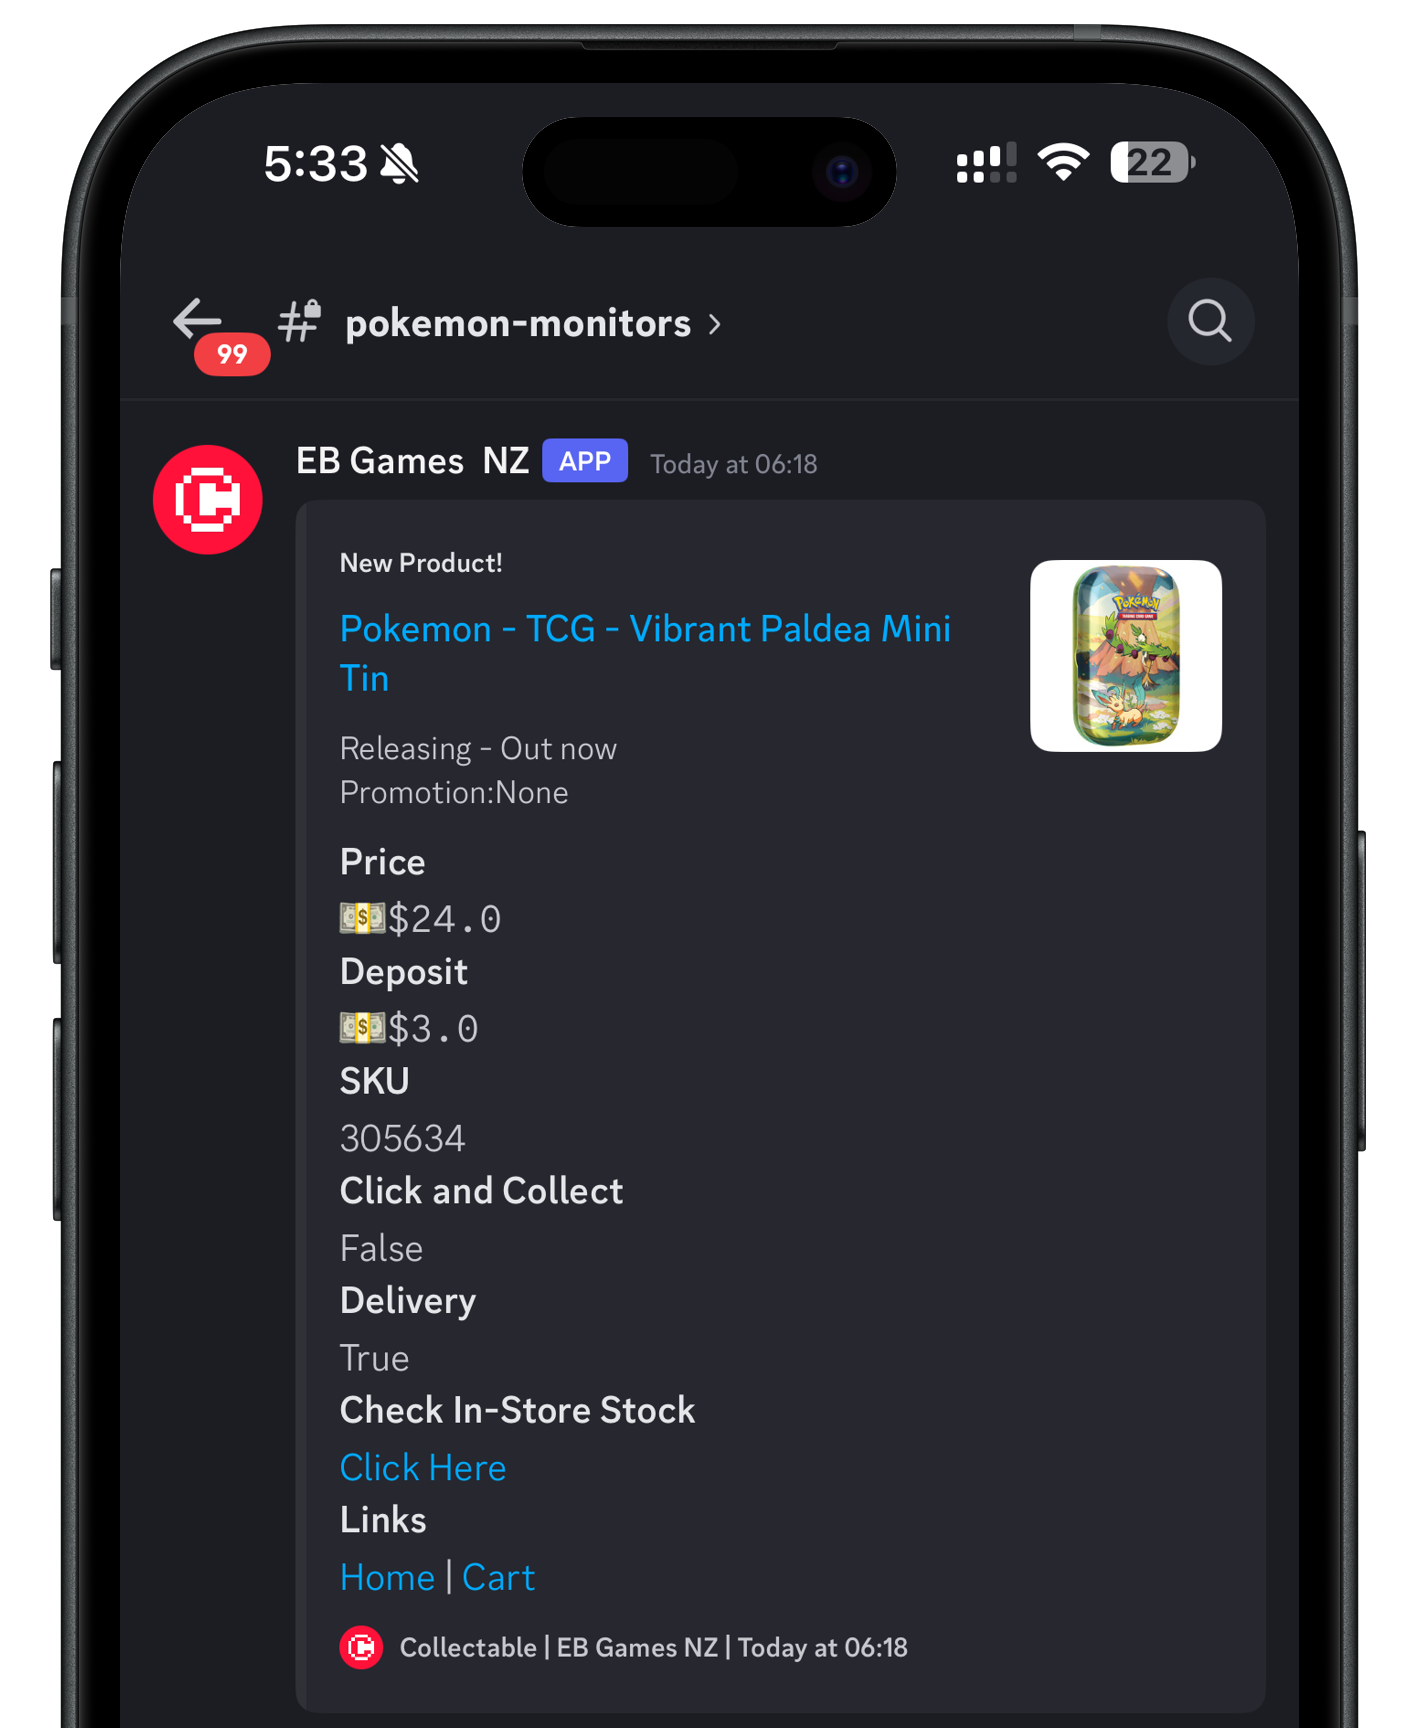 5:33
22
99
pokemon-monitors
EB Games NZ APP Today at 06:18
New Product!
Pokemon - TCG - Vibrant Paldea Mini
Tin
Pokémon
Releasing - Out now
Promotion:None
Price
💵$24.0
Deposit
💵$3.0
SKU
305634
Click and Collect
False
Delivery
True
Check In-Store Stock
Click Here
Links
Home | Cart
Collectable | EB Games NZ | Today at 06:18